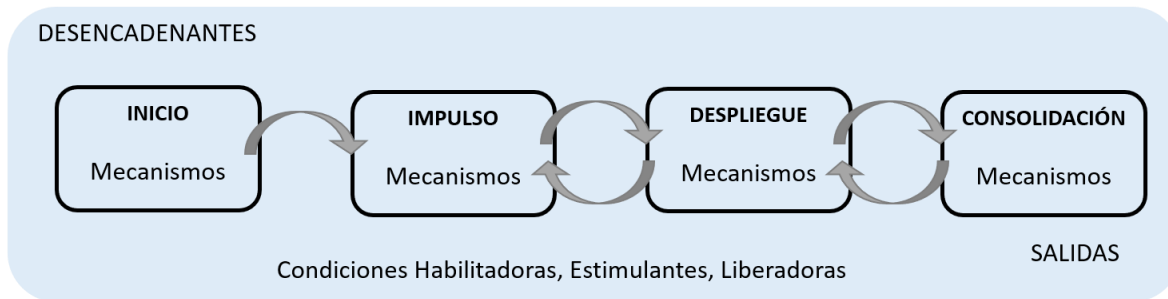 DESENCADENANTES
INICIO
Mecanismos
IMPULSO
Mecanismos
DESPLIEGUE
Mecanismos
CONSOLIDACIÓN
Mecanismos
SALIDAS
Condiciones Habilitadoras, Estimulantes, Liberadoras